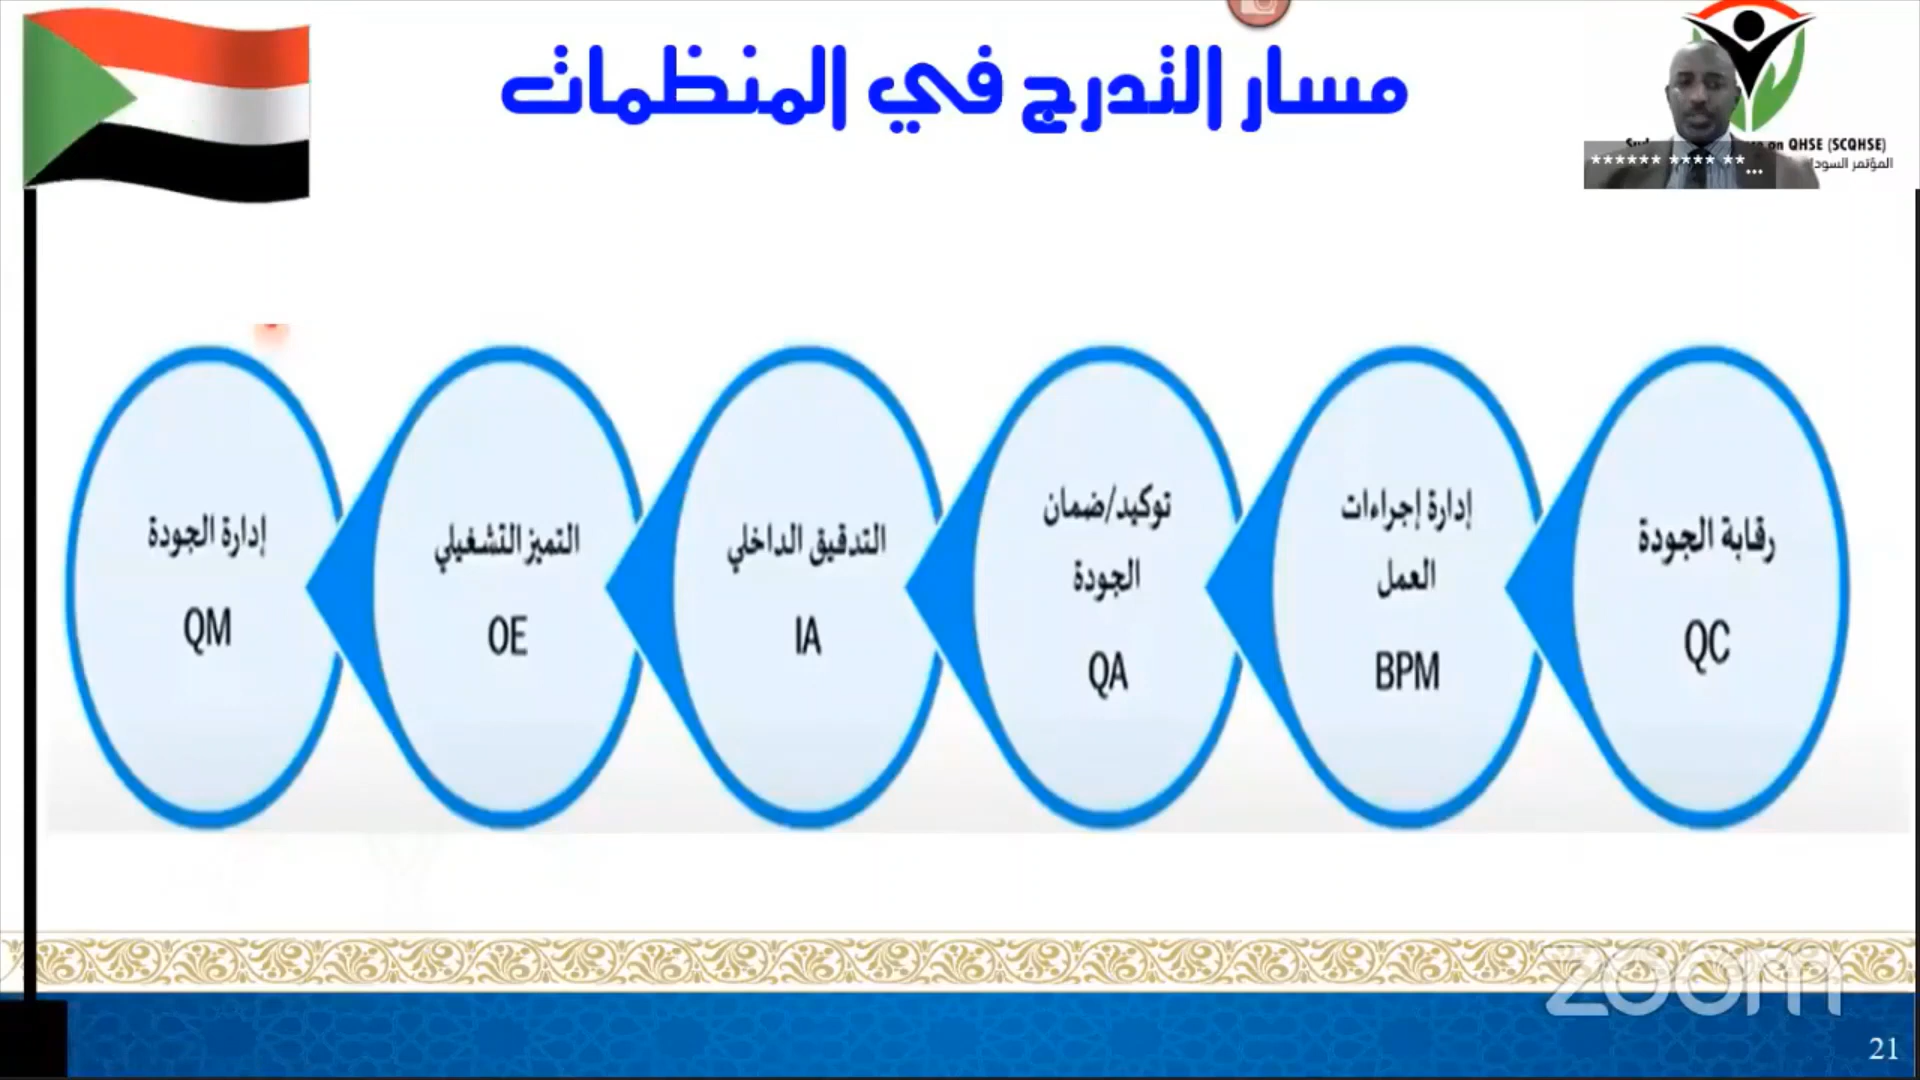 مسار التدرج في المنظمات
on QHSE (SCQHSE)
****** **** ** ...
رقابة الجودة
QC
إدارة إجراءات
العمل
BPM
توكيد/ضمان
الجودة
QA
التدقيق الداخلي
IA
التميز التشغيلي
OE
إدارة الجودة
QM
zoom
21